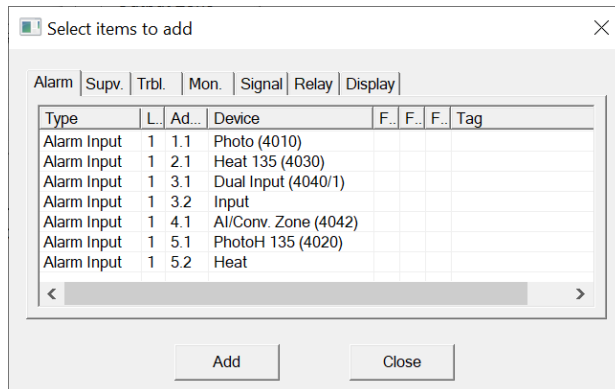 Select items to add
Alarm Supv. Trbl. Mon. Signal Relay Display
Type L.. Ad... Device F.. F.. F.. Tag
Alarm Input 1 1.1 Photo (4010)
Alarm Input 1 2.1 Heat 135 (4030)
Alarm Input 1 3.1 Dual Input (4040/1)
Alarm Input 1 3.2 Input
Alarm Input 1 4.1 AI/Conv. Zone (4042)
Alarm Input 1 5.1 PhotoH 135 (4020)
Alarm Input 1 5.2 Heat
Add Close